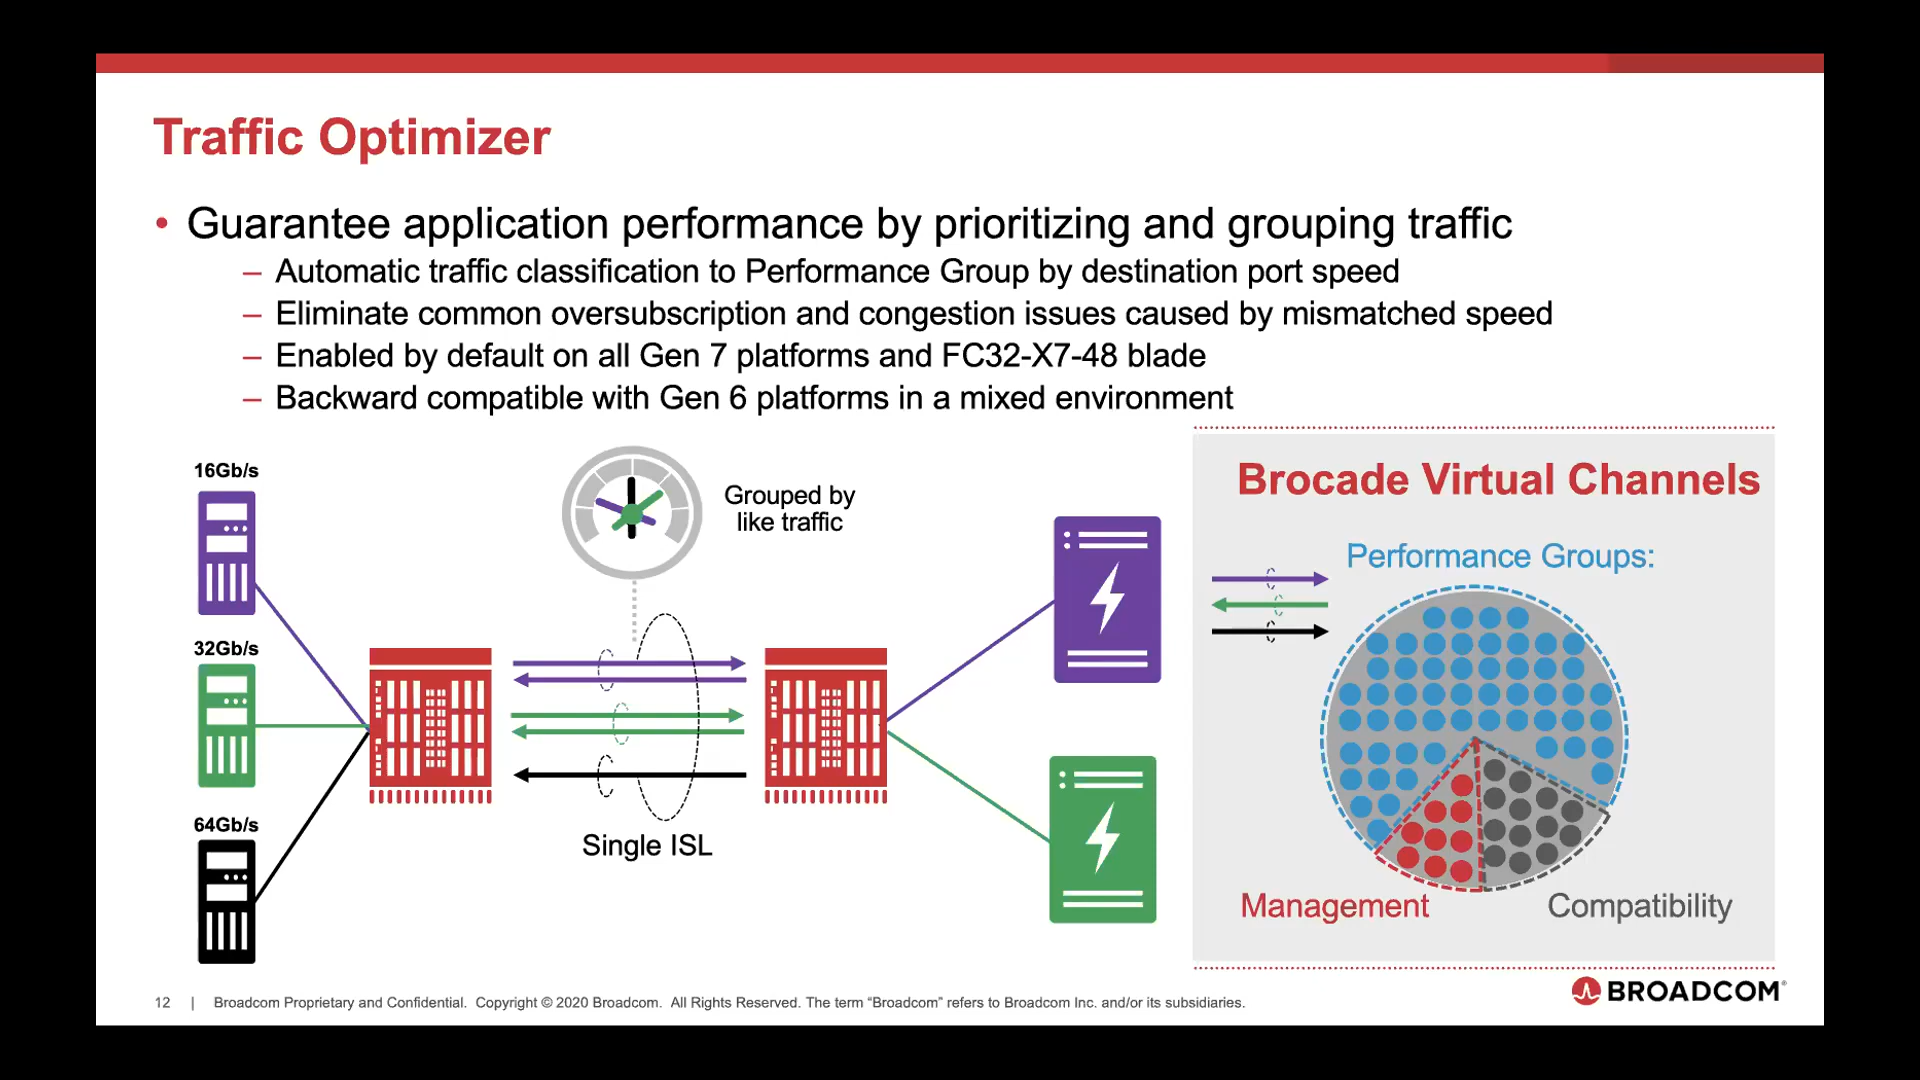 Traffic Optimizer
• Guarantee application performance by prioritizing and grouping traffic
– Automatic traffic classification to Performance Group by destination port speed
– Eliminate common oversubscription and congestion issues caused by mismatched speed
– Enabled by default on all Gen 7 platforms and FC32-X7-48 blade
– Backward compatible with Gen 6 platforms in a mixed environment
16Gb/s
32Gb/s
64Gb/s
Grouped by
like traffic
Single ISL
Brocade Virtual Channels
Performance Groups:
Management
Compatibility
12 | Broadcom Proprietary and Confidential. Copyright © 2020 Broadcom. All Rights Reserved. The term “Broadcom” refers to Broadcom Inc. and/or its subsidiaries.
BROADCOM®